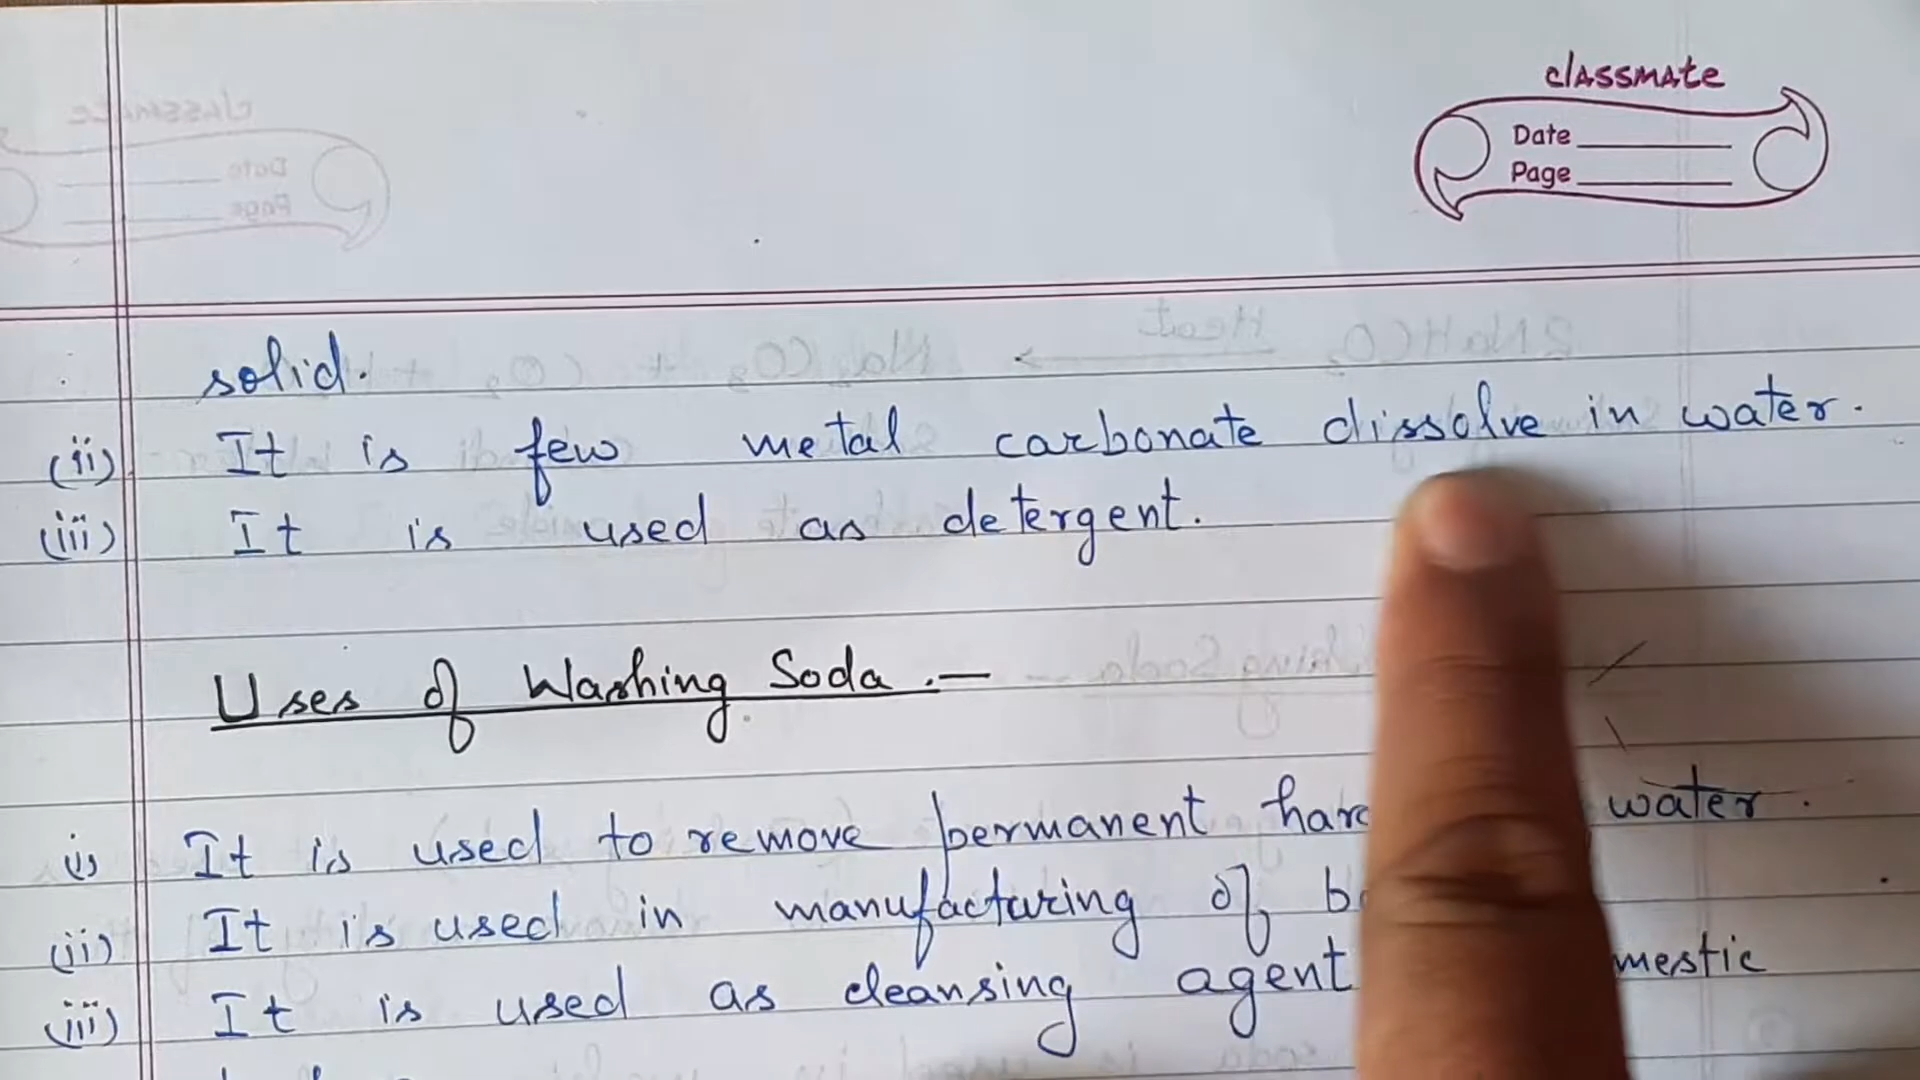 classmate
Date
Page
solid.
(ii) It is few metal carbonate dissolve in water.
(iii) It is used as detergent.
Uses of Washing Soda :-
(i) It is used to remove permanent water.
(ii) It is used in manufacturing of
(iii) It is used as cleansing agent